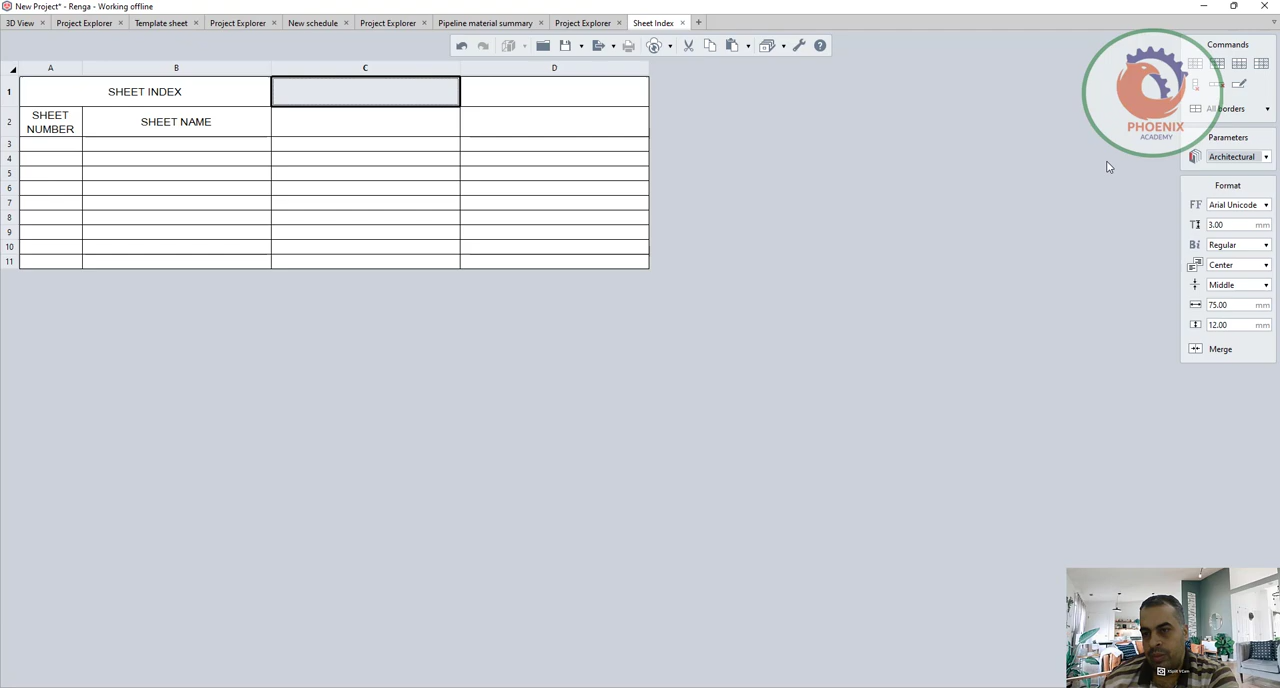 New Project* - Renga - Working offline
3D View
Project Explorer
Template sheet
Project Explorer
New schedule
Project Explorer
Pipeline material summary
Project Explorer
Sheet Index
A
B
C
D
Commands
1
SHEET INDEX
2
SHEET NUMBER
SHEET NAME
3
4
5
6
7
8
9
10
11
All borders
PHOENIX
ACADEMY
Parameters
Architectural
Format
Arial Unicode
3.00 mm
Regular
Center
Middle
75.00 mm
12.00 mm
Merge
XSplit VCam